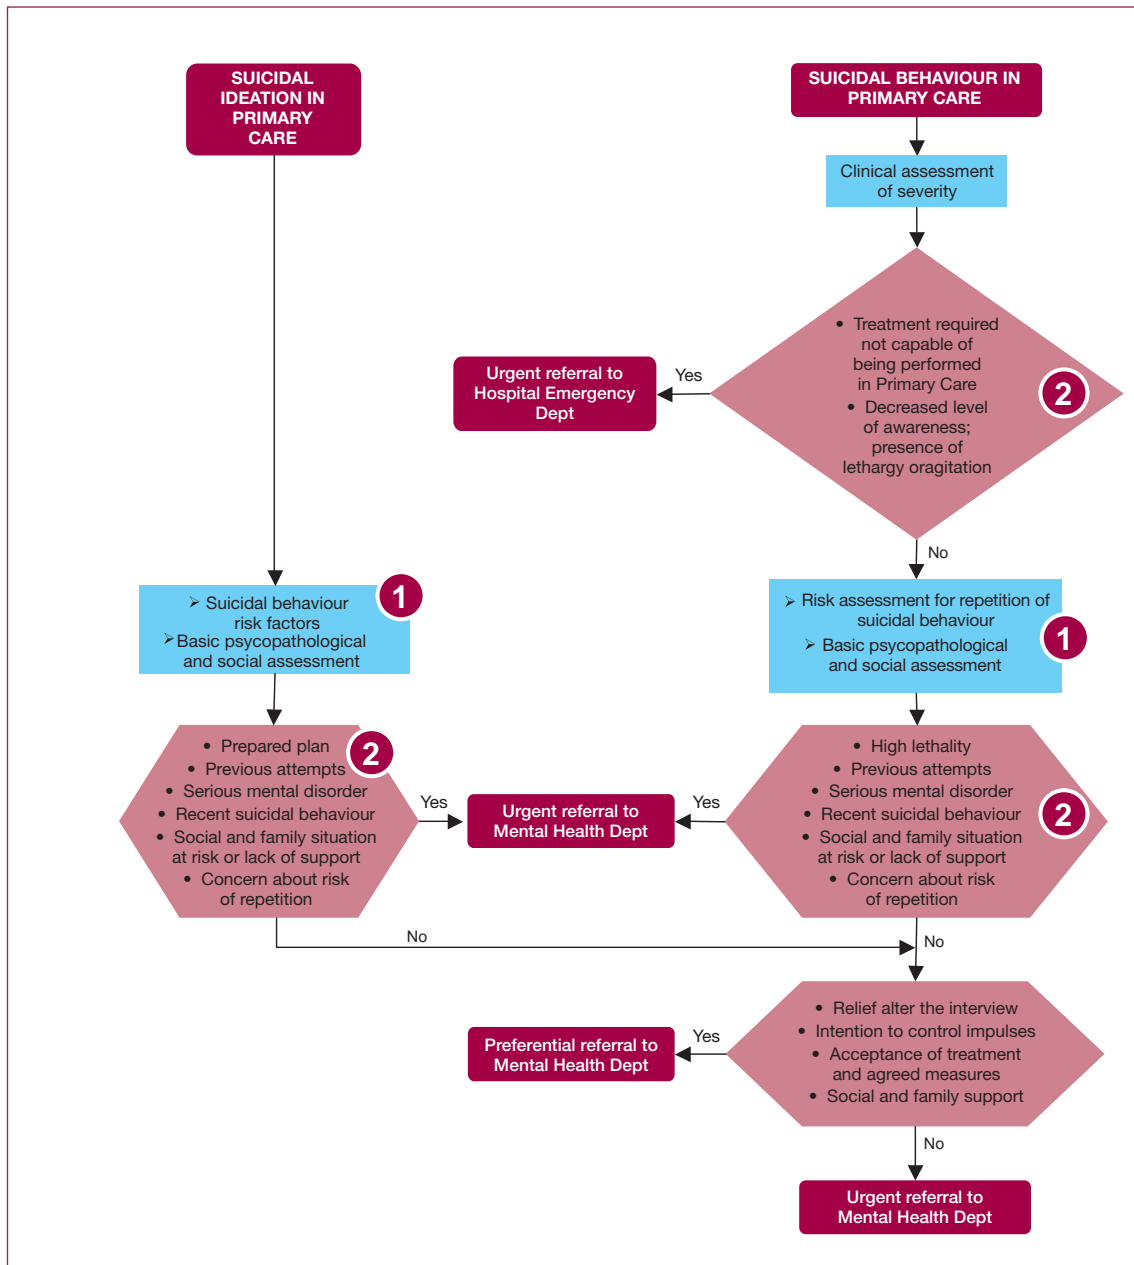 SUICIDAL
IDEATION IN
PRIMARY
CARE
SUICIDAL BEHAVIOUR IN
PRIMARY CARE
Clinical assessment
of severity
• Treatment required
not capable of
being performed
in Primary Care
• Decreased level
of awareness;
presence of
lethargy oragitation
2
Yes
Urgent referral to
Hospital Emergency
Dept
No
➢ Suicidal behaviour
risk factors
➢Basic psycopathological
and social assessment
1
➢ Risk assessment for repetition of
suicidal behaviour
➢ Basic psycopathological
and social assessment
1
• Prepared plan
• Previous attempts
• Serious mental disorder
• Recent suicidal behaviour
• Social and family situation
at risk or lack of support
• Concern about risk
of repetition
2
Yes
Urgent referral to
Mental Health Dept
Yes
• High lethality
• Previous attempts
• Serious mental disorder
• Recent suicidal behaviour
• Social and family situation
at risk or lack of support
• Concern about risk
of repetition
2
No
No
• Relief alter the interview
• Intention to control impulses
• Acceptance of treatment
and agreed measures
• Social and family support
Yes
Preferential referral to
Mental Health Dept
No
Urgent referral to
Mental Health Dept